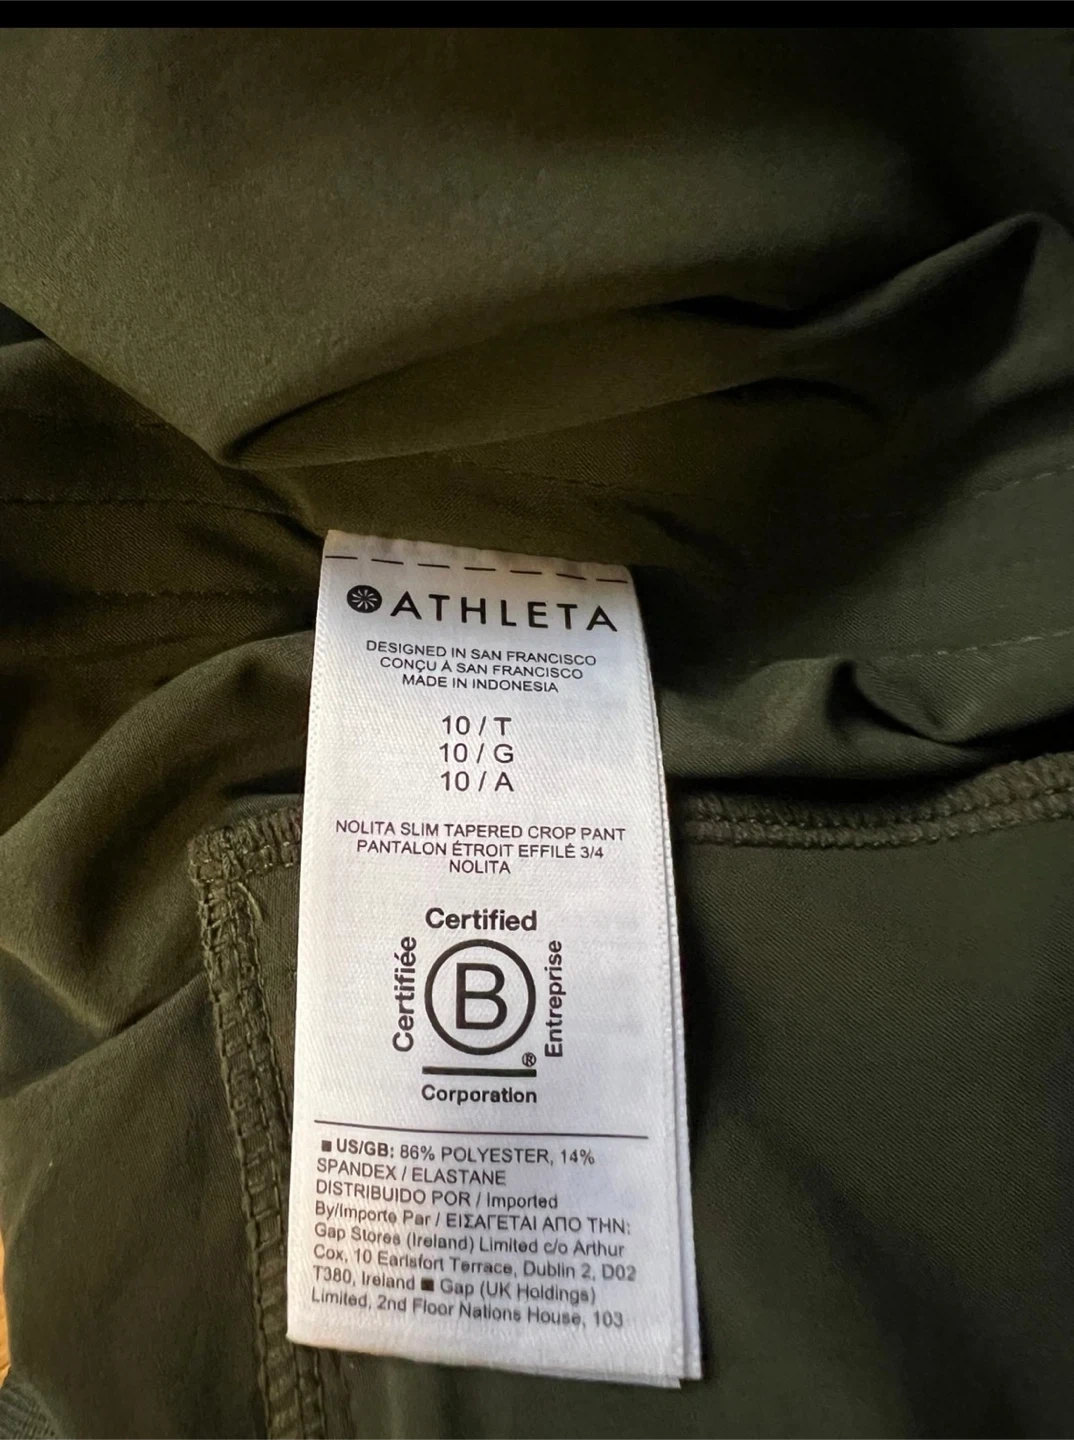 ATHLETA
DESIGNED IN SAN FRANCISCO
CONÇU À SAN FRANCISCO
MADE IN INDONESIA
10 / T
10 / G
10 / A
NOLITA SLIM TAPERED CROP PANT
PANTALON ÉTROIT EFFILÉ 3/4
NOLITA
Certified
Certifiée
B
Entreprise
®
Corporation
■ US/GB: 86% POLYESTER, 14%
SPANDEX / ELASTANE
DISTRIBUIDO POR / Imported
By/Importe Par / ΕΙΣΑΓΕΤΑΙ ΑΠΟ ΤΗΝ:
Gap Stores (Ireland) Limited c/o Arthur
Cox, 10 Earlsfort Terrace, Dublin 2, D02
T380, Ireland ■ Gap (UK Holdings)
Limited, 2nd Floor Nations House, 103